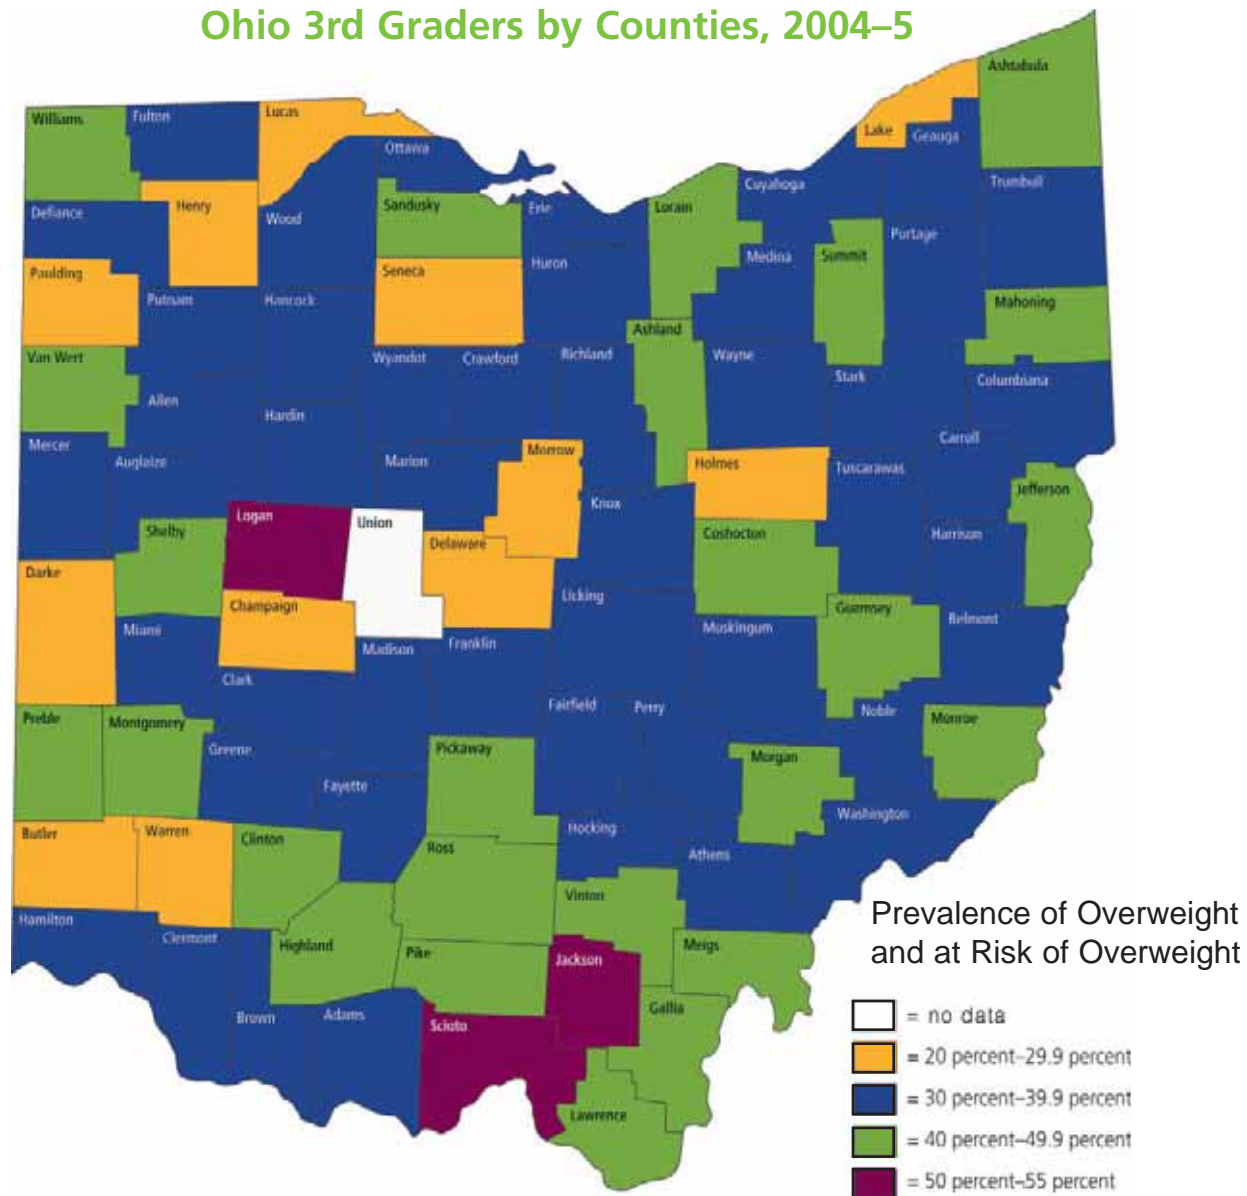 Ohio 3rd Graders by Counties, 2004–5
Ashtabula
Williams
Fulton
Lucas
Lake
Geauga
Ottawa
Cuyahoga
Trumbull
Defiance
Henry
Wood
Sandusky
Erie
Lorain
Portage
Medina
Summit
Huron
Paulding
Seneca
Putnam
Hancock
Mahoning
Ashland
Van Wert
Wyandot
Crawford
Richland
Wayne
Stark
Columbiana
Allen
Hardin
Mercer
Auglaize
Marion
Morrow
Holmes
Carroll
Tuscarawas
Jefferson
Knox
Logan
Union
Shelby
Delaware
Coshocton
Harrison
Darke
Champaign
Licking
Guernsey
Belmont
Miami
Madison
Franklin
Muskingum
Clark
Fairfield
Perry
Noble
Monroe
Preble
Montgomery
Greene
Pickaway
Morgan
Fayette
Washington
Hocking
Butler
Warren
Clinton
Ross
Athens
Vinton
Hamilton
Clermont
Highland
Pike
Jackson
Meigs
Gallia
Brown
Adams
Scioto
Lawrence
Prevalence of Overweight
and at Risk of Overweight
= no data
= 20 percent–29.9 percent
= 30 percent–39.9 percent
= 40 percent–49.9 percent
= 50 percent–55 percent